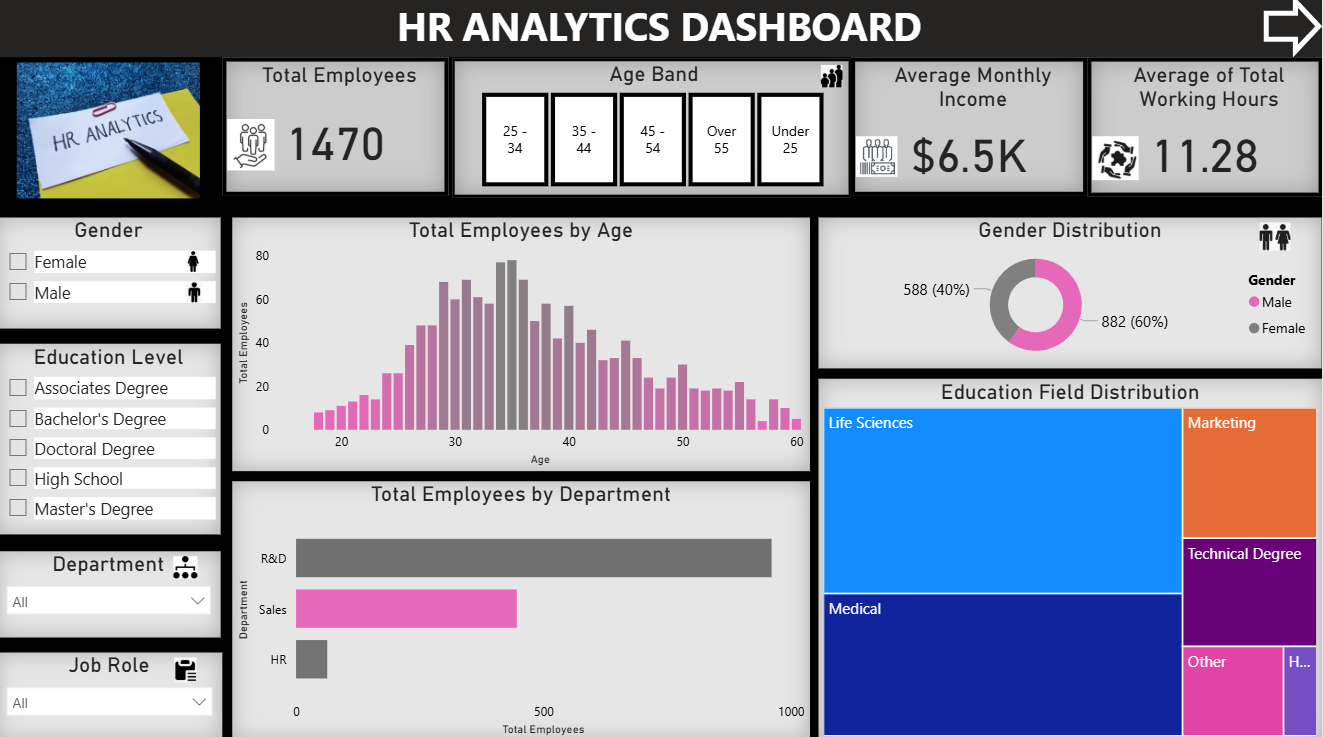 HR ANALYTICS DASHBOARD
HR ANALYTICS
Total Employees
1470
Age Band
25 -
34
35 -
44
45 -
54
Over
55
Under
25
Average Monthly
Income
$6.5K
Average of Total
Working Hours
11.28
Gender
Female
Male
Education Level
Associates Degree
Bachelor's Degree
Doctoral Degree
High School
Master's Degree
Department
All
Job Role
All
Total Employees by Age
Total Employees
80
60
40
20
0
20 30 40 50 60
Age
Total Employees by Department
Department
R&D
Sales
HR
0 500 1000
Total Employees
Gender Distribution
588 (40%)
882 (60%)
Gender
Male
Female
Education Field Distribution
Life Sciences
Medical
Marketing
Technical Degree
Other
H...